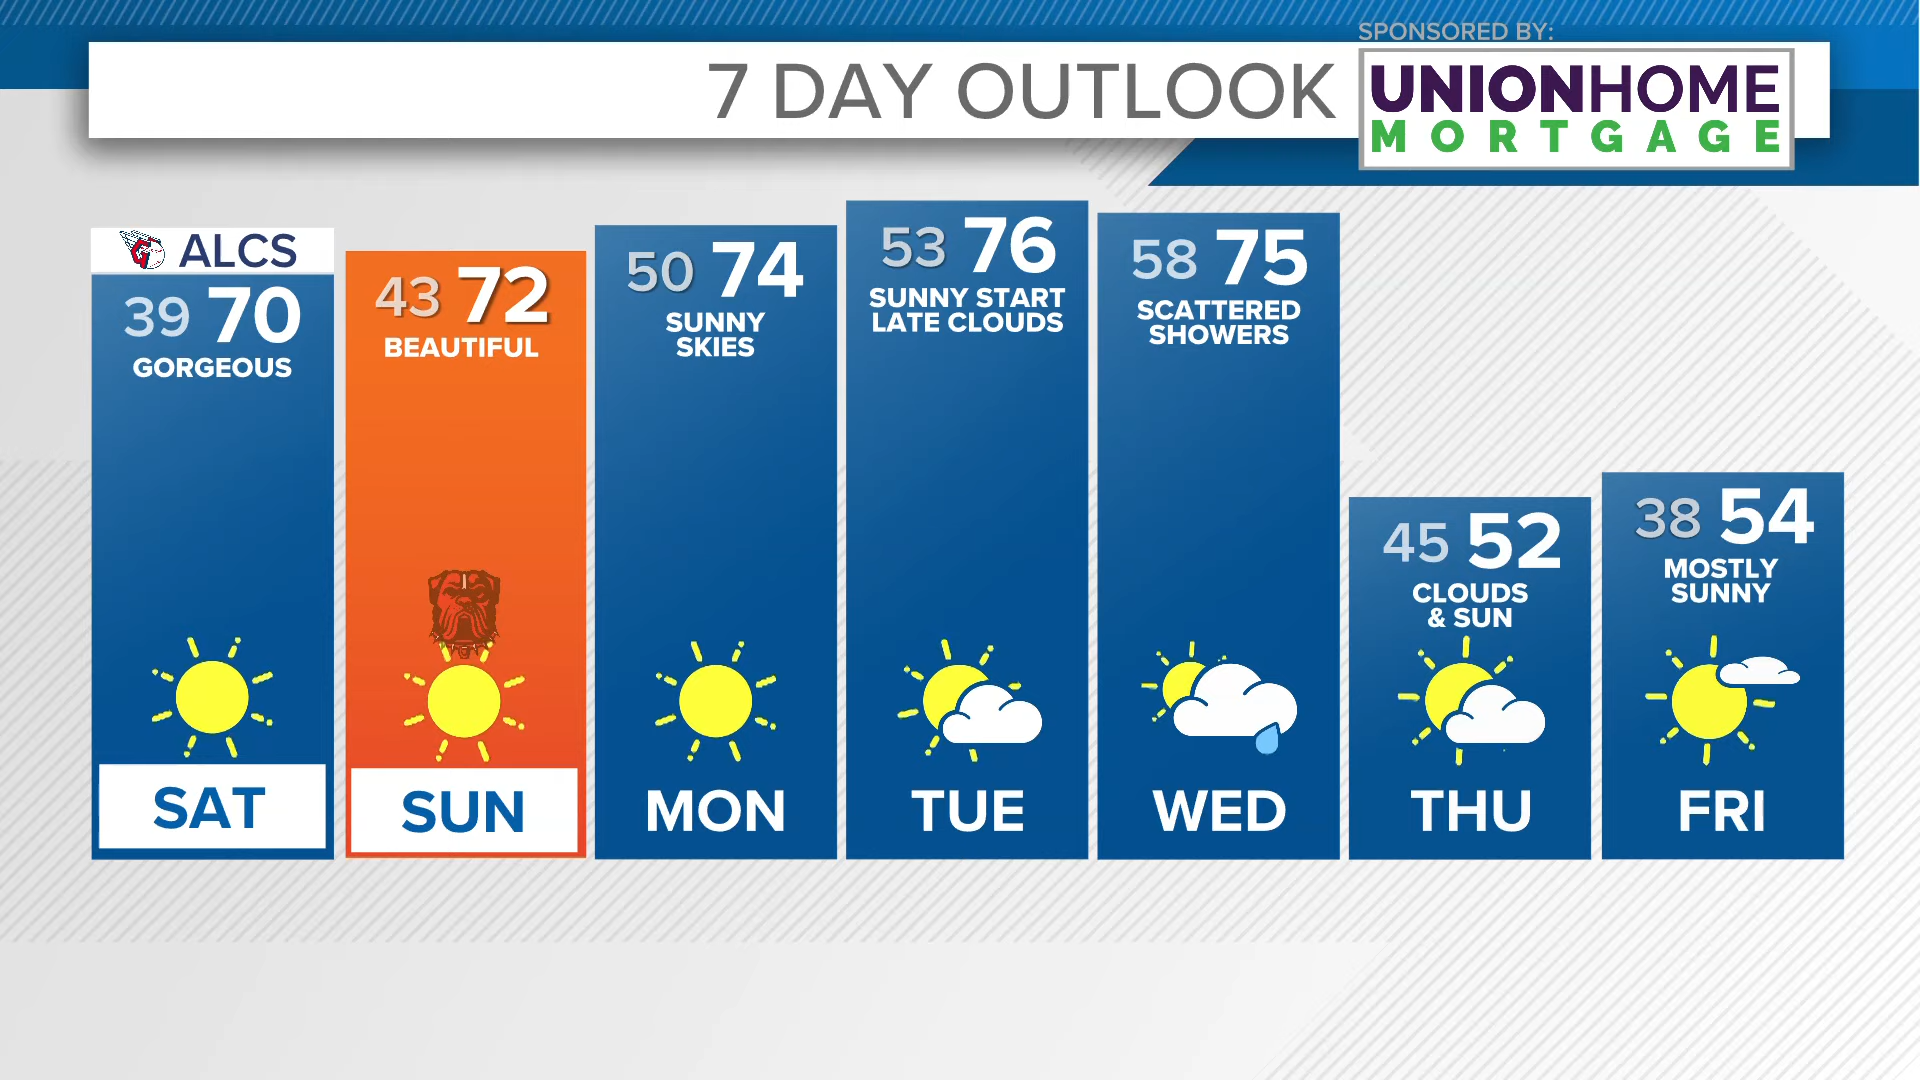 SPONSORED BY:
7 DAY OUTLOOK
UNIONHOME
MORTGAGE
ALCS
39 70
GORGEOUS
SAT
43 72
BEAUTIFUL
SUN
50 74
SUNNY
SKIES
MON
53 76
SUNNY START
LATE CLOUDS
TUE
58 75
SCATTERED
SHOWERS
WED
45 52
CLOUDS
& SUN
THU
38 54
MOSTLY
SUNNY
FRI